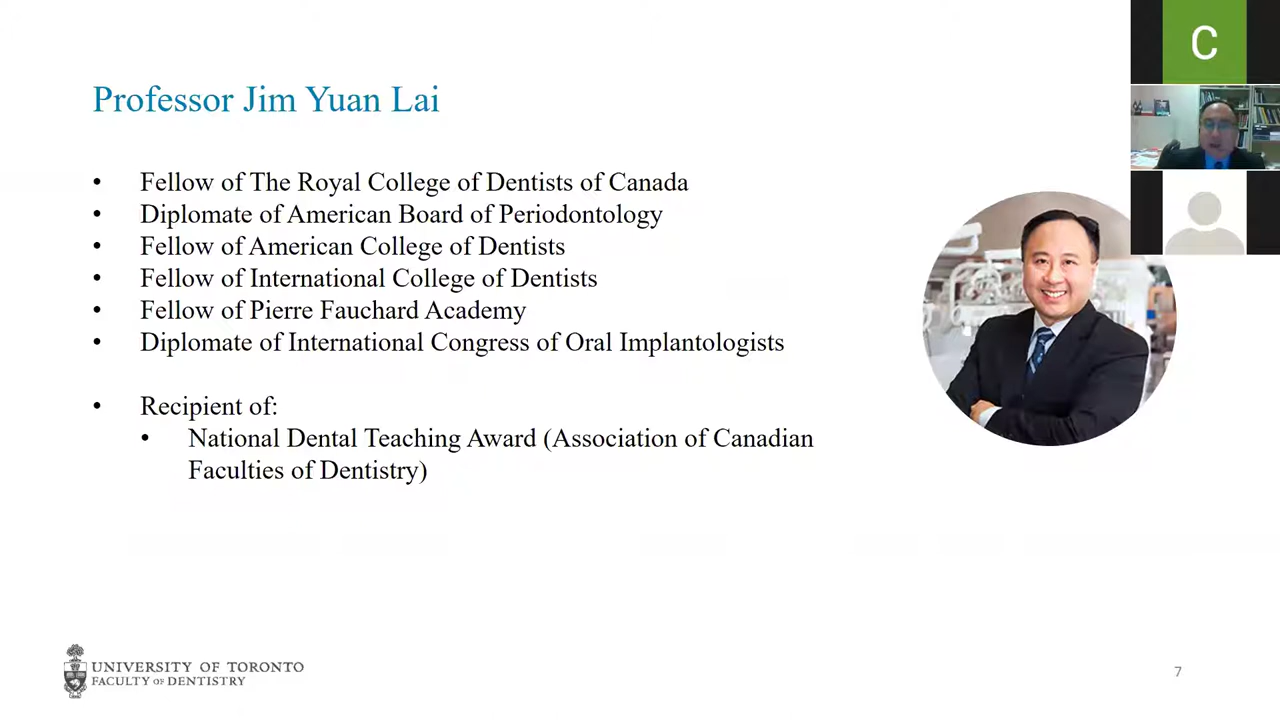 C
Professor Jim Yuan Lai
• Fellow of The Royal College of Dentists of Canada
• Diplomate of American Board of Periodontology
• Fellow of American College of Dentists
• Fellow of International College of Dentists
• Fellow of Pierre Fauchard Academy
• Diplomate of International Congress of Oral Implantologists
• Recipient of:
• National Dental Teaching Award (Association of Canadian
Faculties of Dentistry)
UNIVERSITY OF TORONTO
FACULTY OF DENTISTRY
7